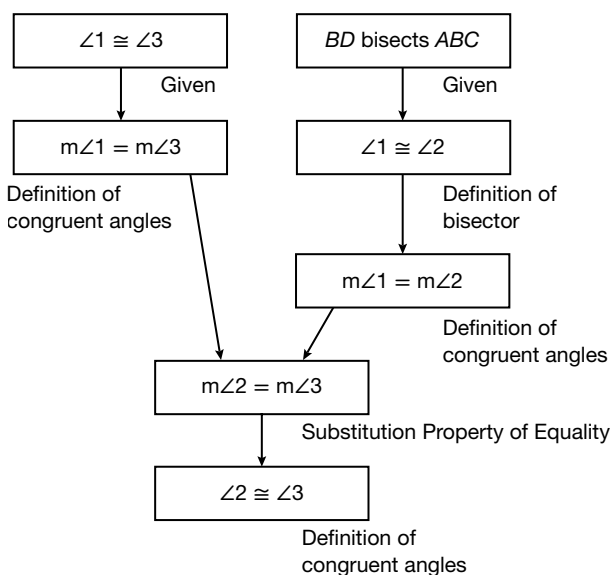 ∠1 ≅ ∠3
BD bisects ABC
Given
Given
m∠1 = m∠3
∠1 ≅ ∠2
Definition of
congruent angles
Definition of
bisector
m∠1 = m∠2
Definition of
congruent angles
m∠2 = m∠3
Substitution Property of Equality
∠2 ≅ ∠3
Definition of
congruent angles